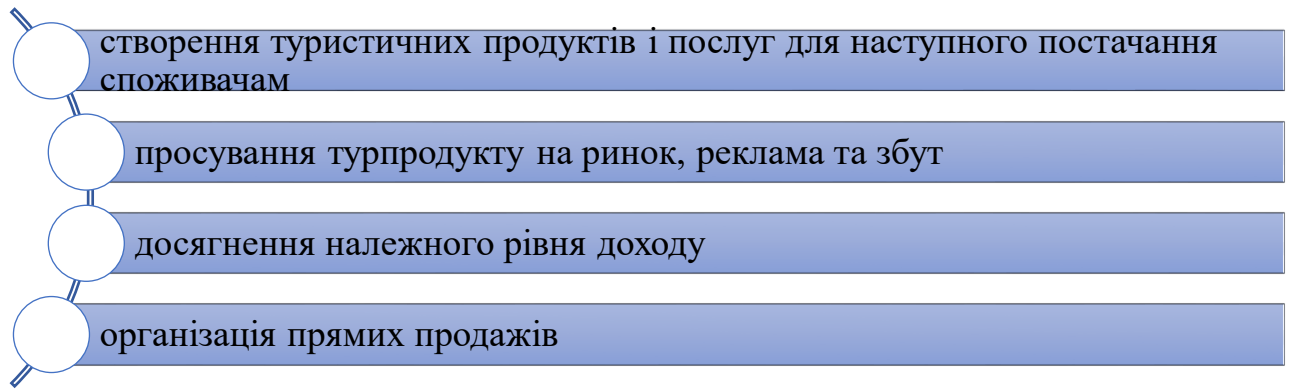 створення туристичних продуктів і послуг для наступного постачання
споживачам
просування турпродукту на ринок, реклама та збут
досягнення належного рівня доходу
організація прямих продажів